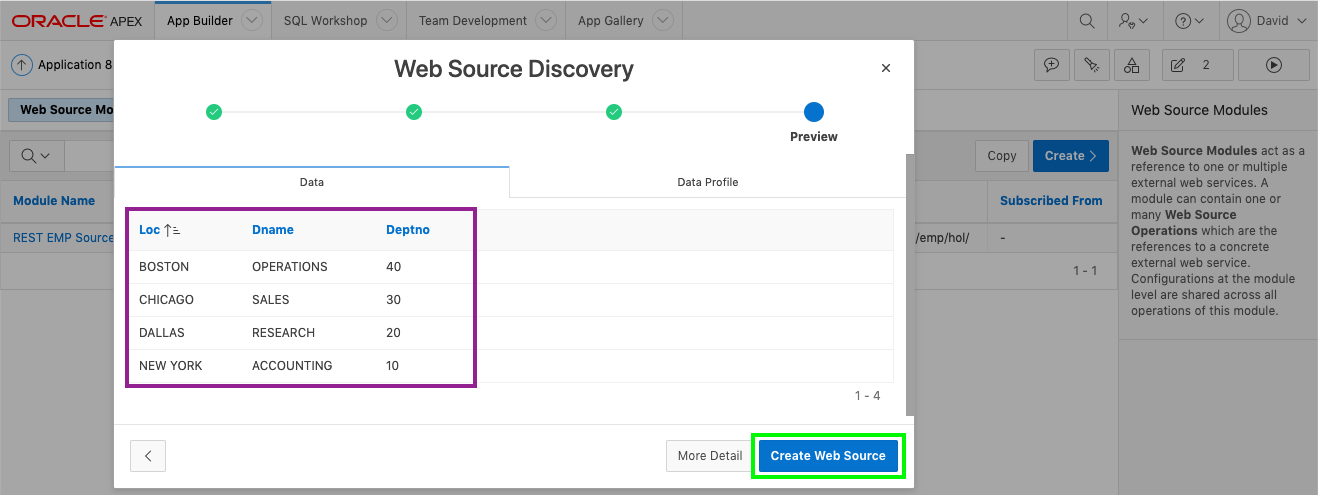 ORACLE APEX App Builder SQL Workshop Team Development App Gallery David
Application 8 2
Web Source Mo
Copy Create
Module Name Subscribed From
REST EMP Source /emp/hol/ -
1 - 1
Web Source Discovery
Preview
Data Data Profile
Loc Dname Deptno
BOSTON OPERATIONS 40
CHICAGO SALES 30
DALLAS RESEARCH 20
NEW YORK ACCOUNTING 10
1 - 4
More Detail Create Web Source
Web Source Modules
Web Source Modules act as a
reference to one or multiple
external web services. A
module can contain one or
many Web Source
Operations which are the
references to a concrete
external web service.
Configurations at the module
level are shared across all
operations of this module.